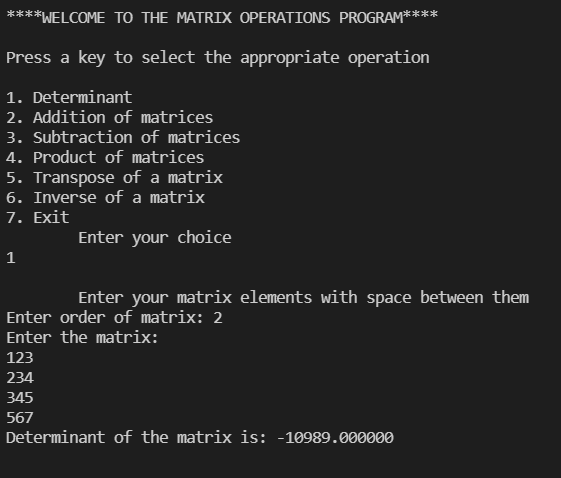 ****WELCOME TO THE MATRIX OPERATIONS PROGRAM****
Press a key to select the appropriate operation
1. Determinant
2. Addition of matrices
3. Subtraction of matrices
4. Product of matrices
5. Transpose of a matrix
6. Inverse of a matrix
7. Exit
Enter your choice
1
Enter your matrix elements with space between them
Enter order of matrix: 2
Enter the matrix:
123
234
345
567
Determinant of the matrix is: -10989.000000